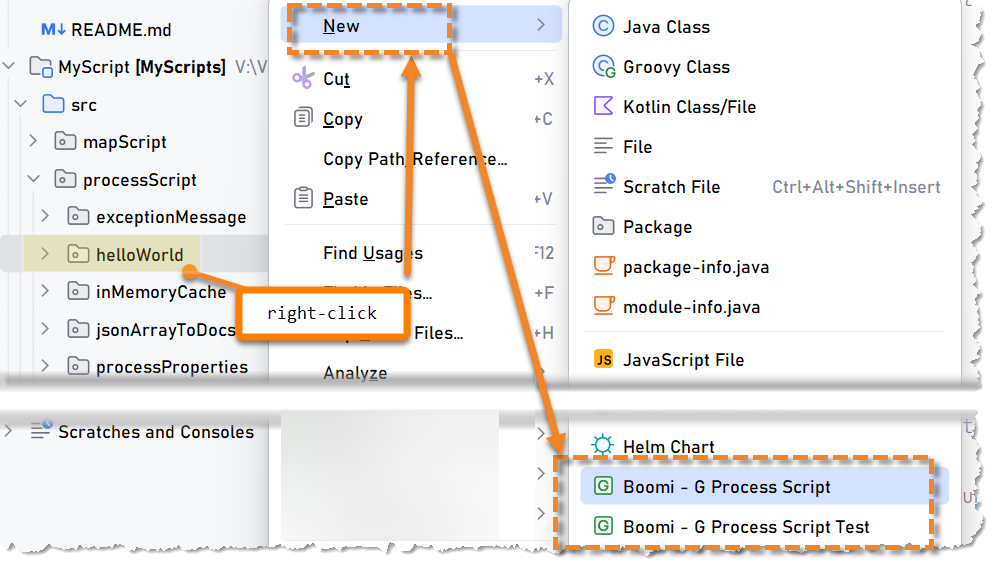 README.md
MyScript [MyScripts] V:\V
src
mapScript
processScript
exceptionMessage
helloWorld
inMemoryCache
jsonArrayToDocs
processProperties
Scratches and Consoles
right-click
New
Cut +X
Copy +C
Copy Path/Reference...
Paste +V
Find Usages F12
Files... +F
Files... +H
Analyze
Java Class
Groovy Class
Kotlin Class/File
File
Scratch File Ctrl+Alt+Shift+Insert
Package
package-info.java
module-info.java
JS JavaScript File
Helm Chart
G Boomi - G Process Script
G Boomi - G Process Script Test